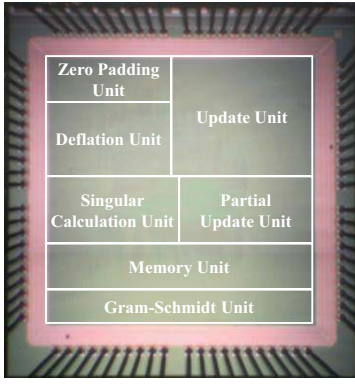 Zero Padding
Unit
Update Unit
Deflation Unit
Singular
Calculation Unit
Partial
Update Unit
Memory Unit
Gram-Schmidt Unit